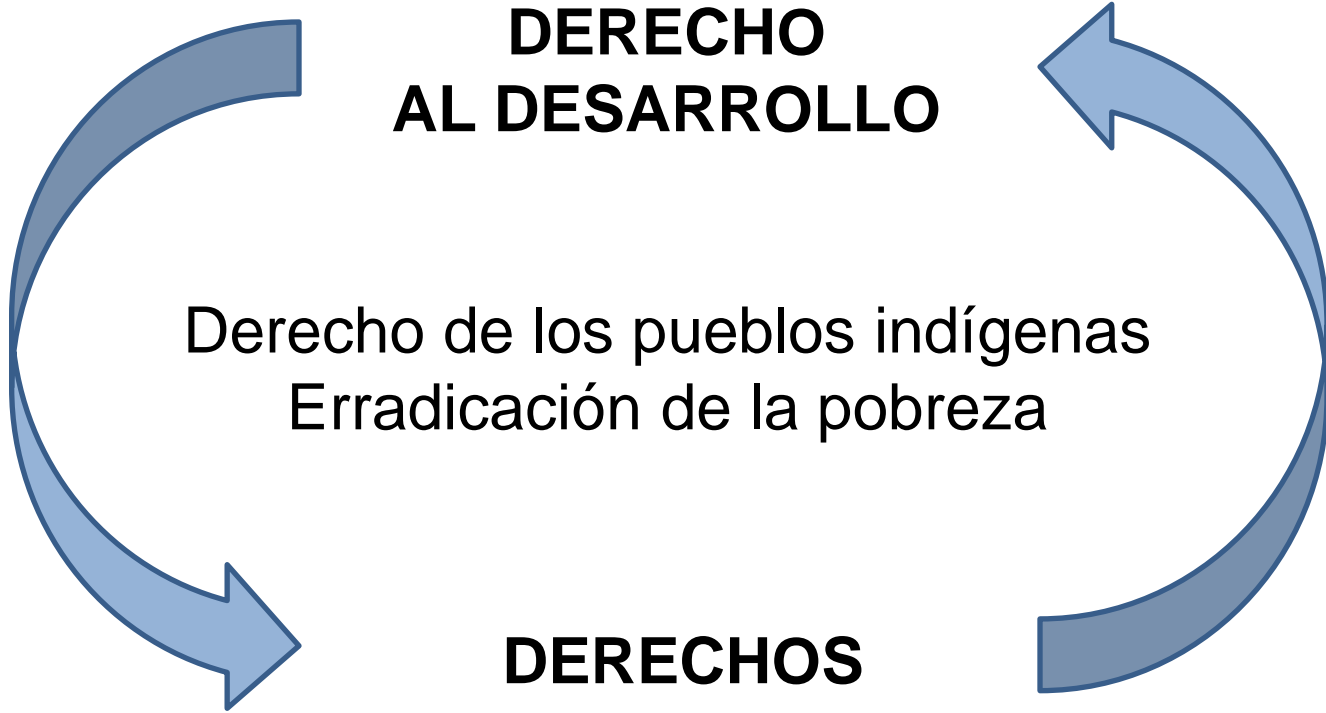 DERECHO
AL DESARROLLO
Derecho de los pueblos indígenas
Erradicación de la pobreza
DERECHOS